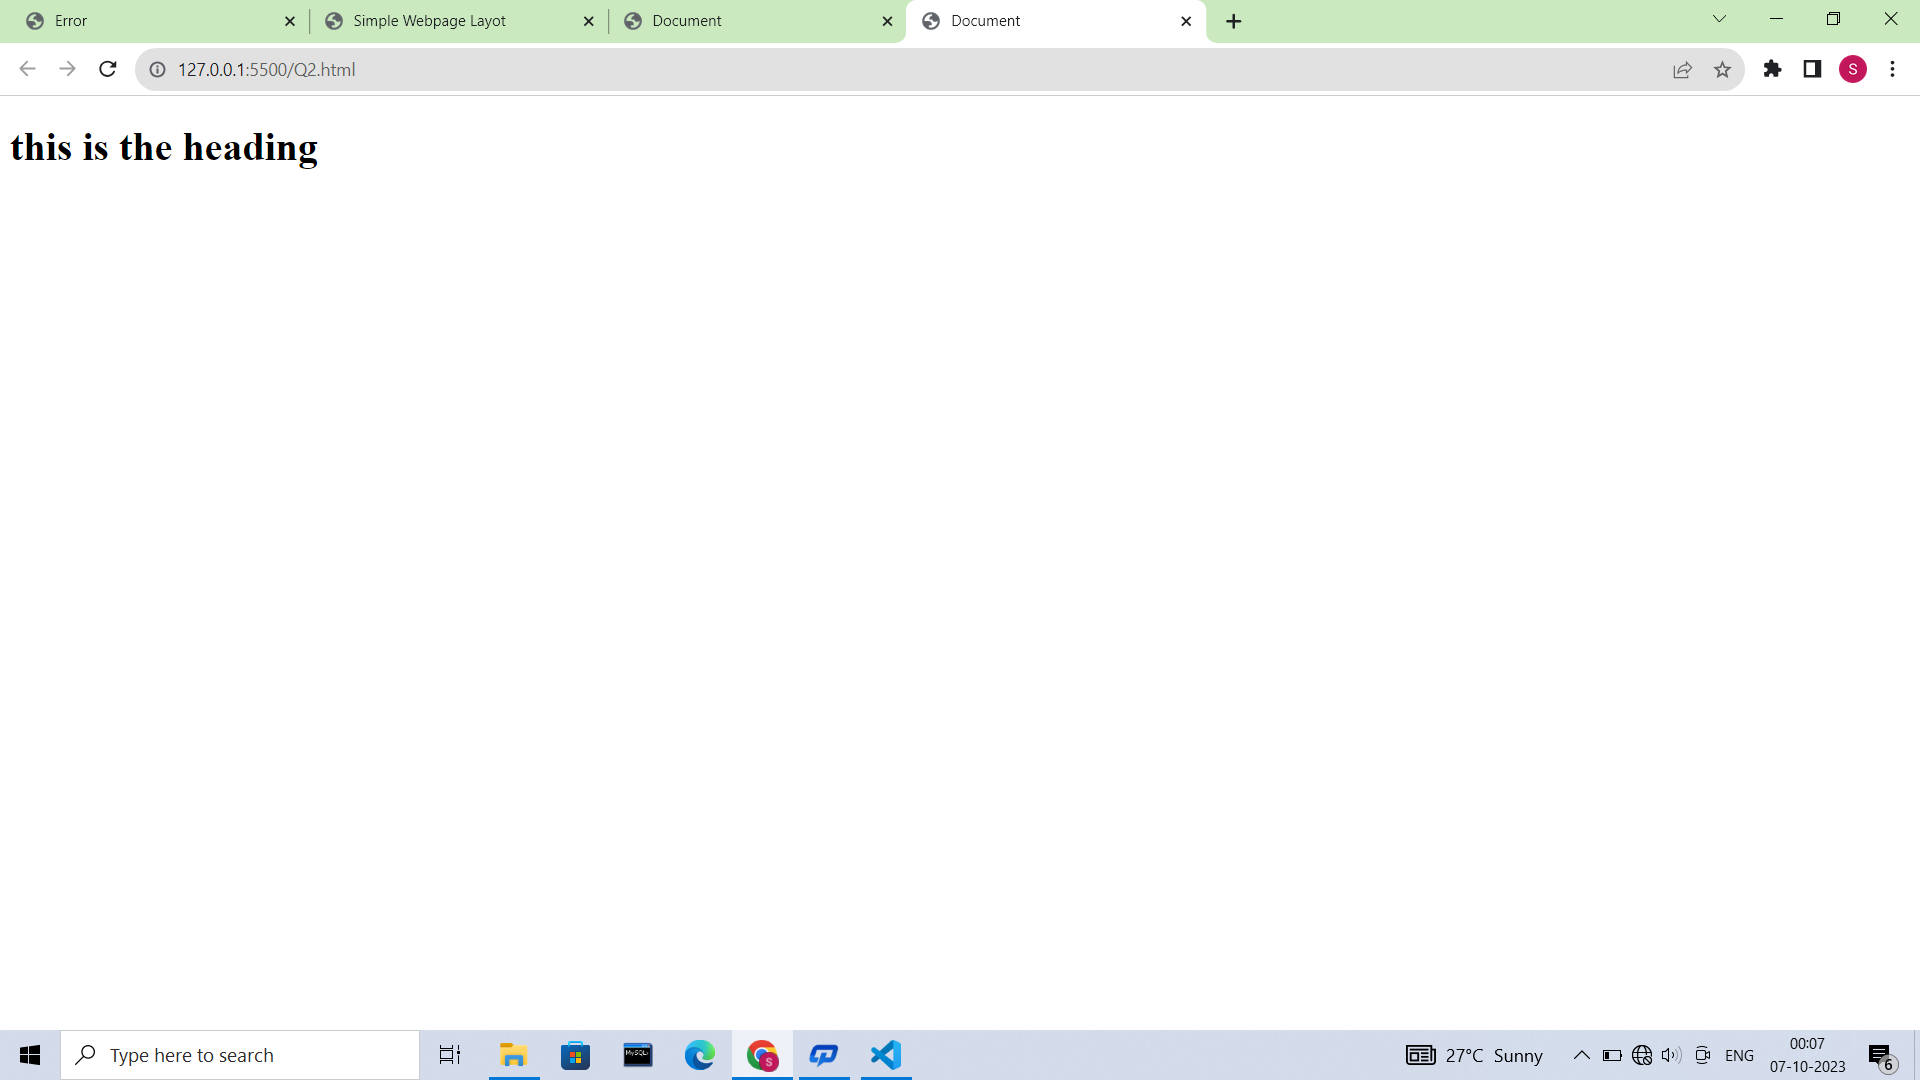 Error
Simple Webpage Layot
Document
Document
127.0.0.1:5500/Q2.html
S
this is the heading
Type here to search
MySQL
S
27°C Sunny
ENG
00:07
07-10-2023
6